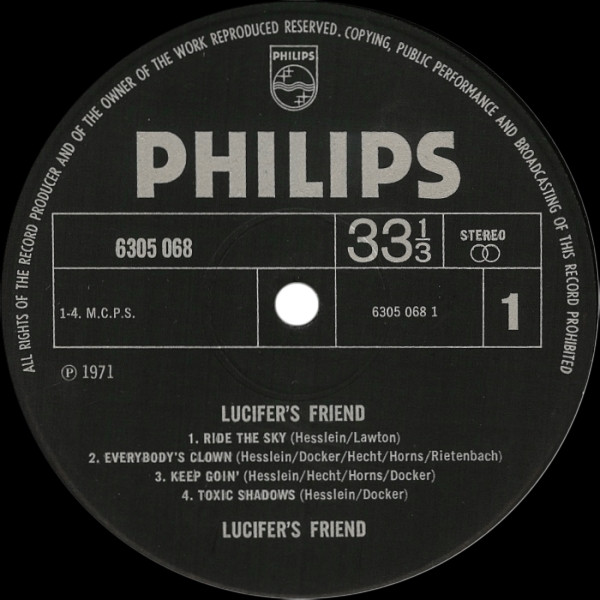 ALL RIGHTS OF THE RECORD PRODUCER AND OF THE OWNER OF THE WORK REPRODUCED RESERVED. COPYING, PUBLIC PERFORMANCE AND BROADCASTING OF THIS RECORD PROHIBITED
PHILIPS
PHILIPS
6305 068
33 1/3
STEREO
1-4. M.C.P.S.
6305 068 1
1
℗ 1971
LUCIFER'S FRIEND
1. RIDE THE SKY (Hesslein/Lawton)
2. EVERYBODY'S CLOWN (Hesslein/Docker/Hecht/Horns/Rietenbach)
3. KEEP GOIN' (Hesslein/Hecht/Horns/Docker)
4. TOXIC SHADOWS (Hesslein/Docker)
LUCIFER'S FRIEND